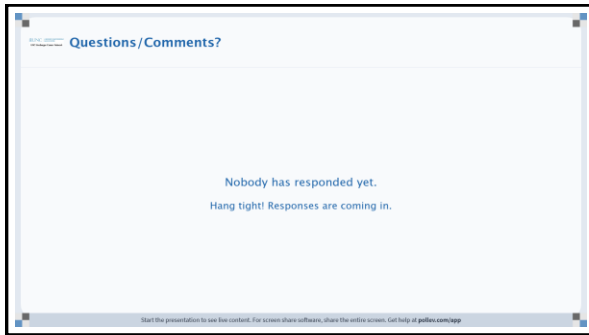 Questions/Comments?
Nobody has responded yet.
Hang tight! Responses are coming in.
Start the presentation to see live content. For screen share software, share the entire screen. Get help at pollev.com/app